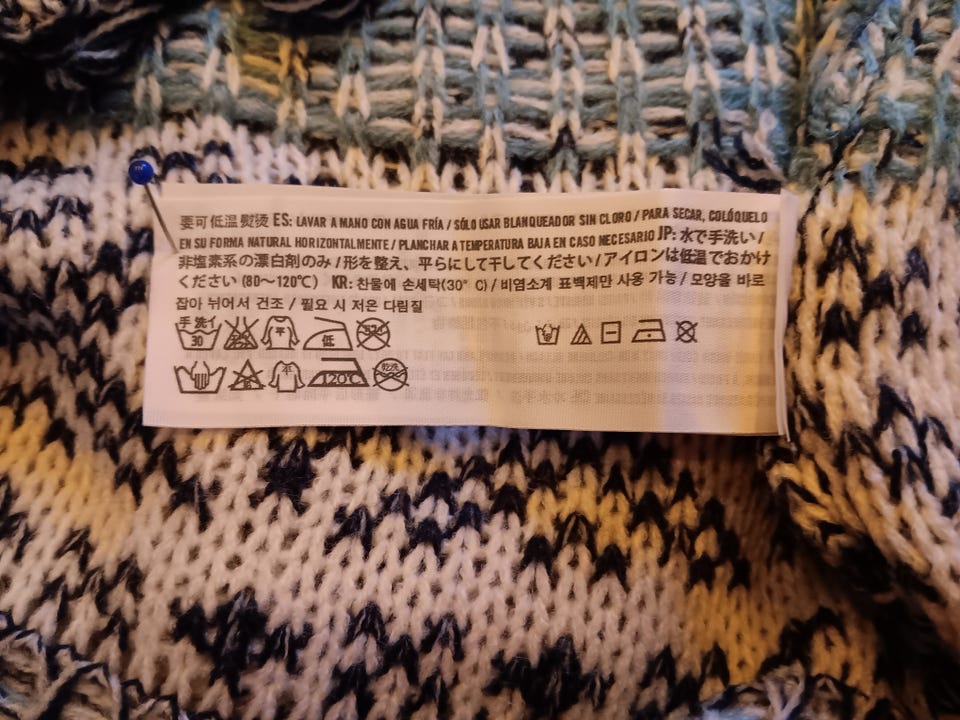 要可低温熨烫 ES: LAVAR A MANO CON AGUA FRÍA / SÓLO USAR BLANQUEADOR SIN CLORO / PARA SECAR, COLÓQUELO
EN SU FORMA NATURAL HORIZONTALMENTE / PLANCHAR A TEMPERATURA BAJA EN CASO NECESARIO JP: 水で手洗い /
非塩素系の漂白剤のみ / 形を整え、平らにして干してください / アイロンは低温でおかけ
ください (80～120℃) KR: 찬물에 손세탁(30° C) / 비염소계 표백제만 사용 가능 / 모양을 바로
잡아 뉘어서 건조 / 필요 시 저온 다림질
手洗イ 30 平 低
平 120℃ 乾洗